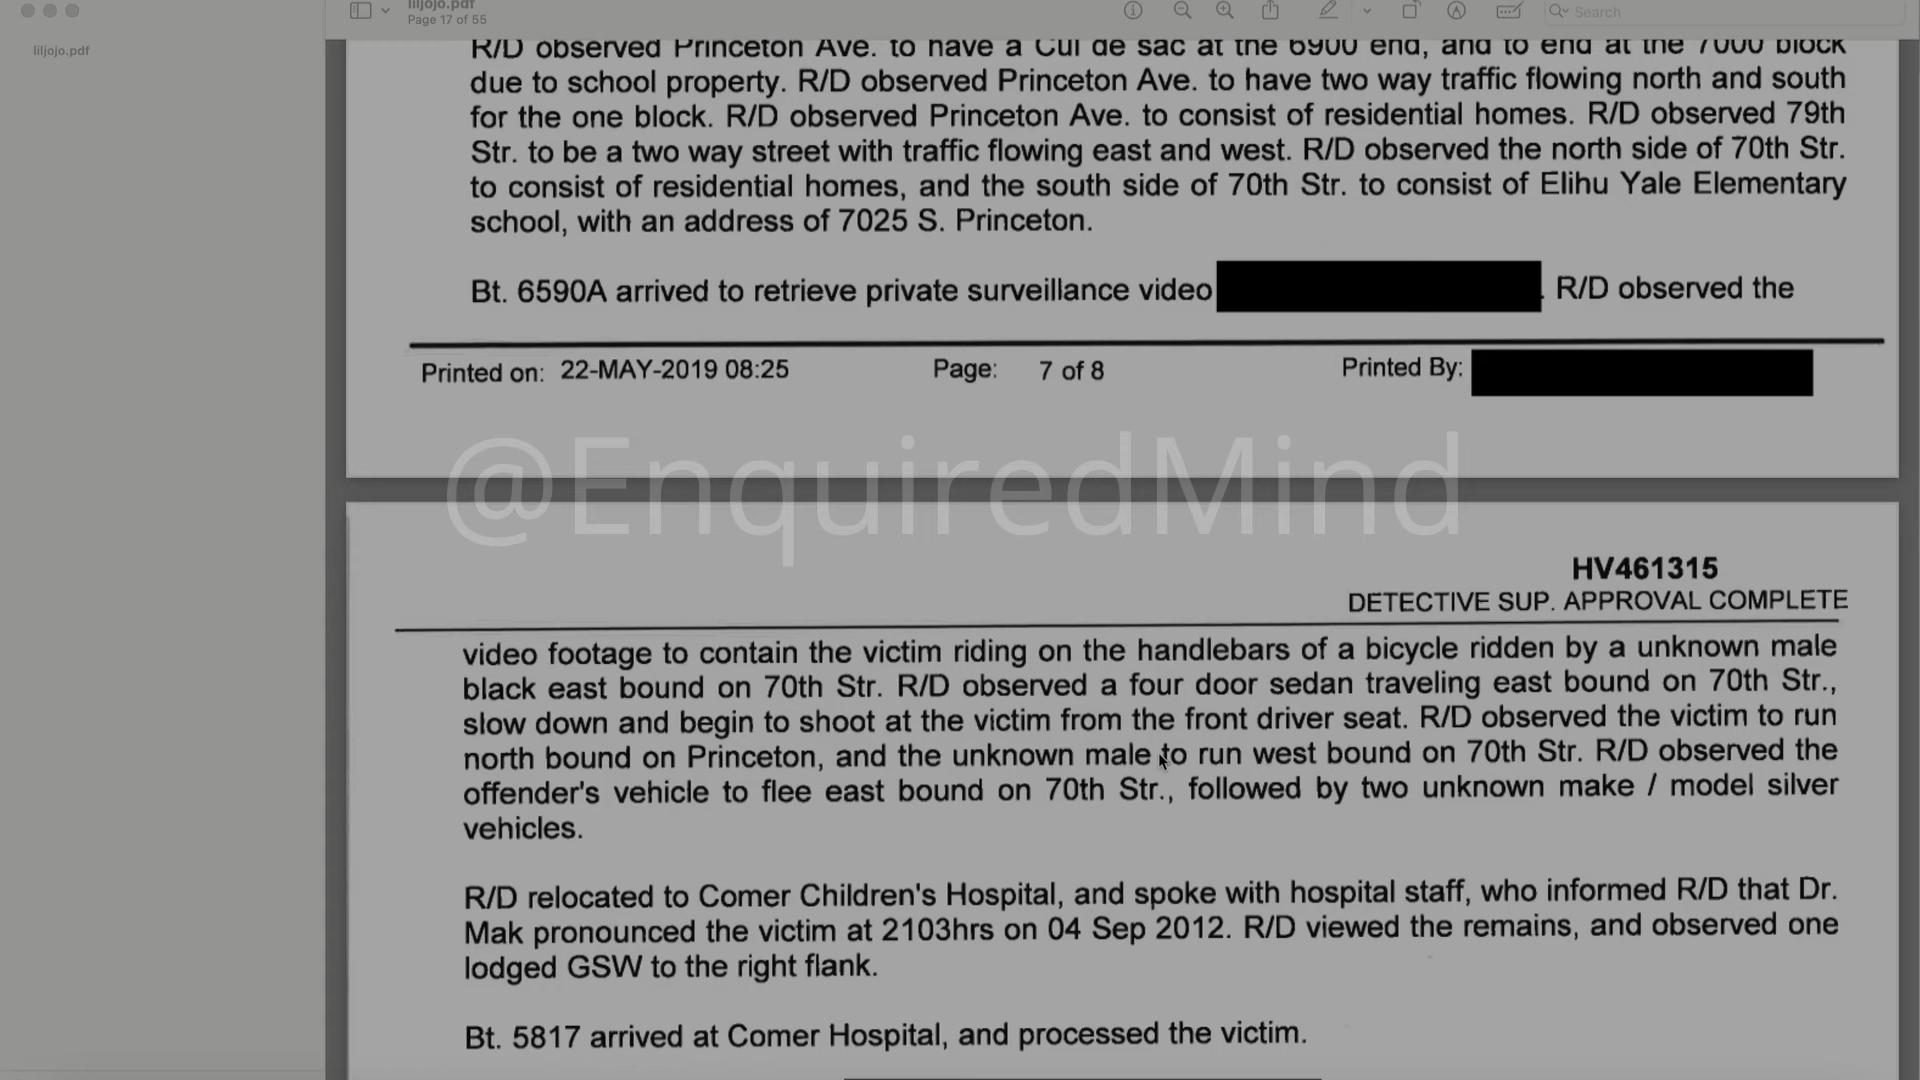 liljojo.pdf
Page 17 of 55
Search
liljojo.pdf
R/D observed Princeton Ave. to have a Cul de sac at the 6900 end, and to end at the 7000 block
due to school property. R/D observed Princeton Ave. to have two way traffic flowing north and south
for the one block. R/D observed Princeton Ave. to consist of residential homes. R/D observed 79th
Str. to be a two way street with traffic flowing east and west. R/D observed the north side of 70th Str.
to consist of residential homes, and the south side of 70th Str. to consist of Elihu Yale Elementary
school, with an address of 7025 S. Princeton.
Bt. 6590A arrived to retrieve private surveillance video . R/D observed the
Printed on: 22-MAY-2019 08:25 Page: 7 of 8 Printed By:
@EnquiredMind
HV461315
DETECTIVE SUP. APPROVAL COMPLETE
video footage to contain the victim riding on the handlebars of a bicycle ridden by a unknown male
black east bound on 70th Str. R/D observed a four door sedan traveling east bound on 70th Str.,
slow down and begin to shoot at the victim from the front driver seat. R/D observed the victim to run
north bound on Princeton, and the unknown male to run west bound on 70th Str. R/D observed the
offender's vehicle to flee east bound on 70th Str., followed by two unknown make / model silver
vehicles.
R/D relocated to Comer Children's Hospital, and spoke with hospital staff, who informed R/D that Dr.
Mak pronounced the victim at 2103hrs on 04 Sep 2012. R/D viewed the remains, and observed one
lodged GSW to the right flank.
Bt. 5817 arrived at Comer Hospital, and processed the victim.